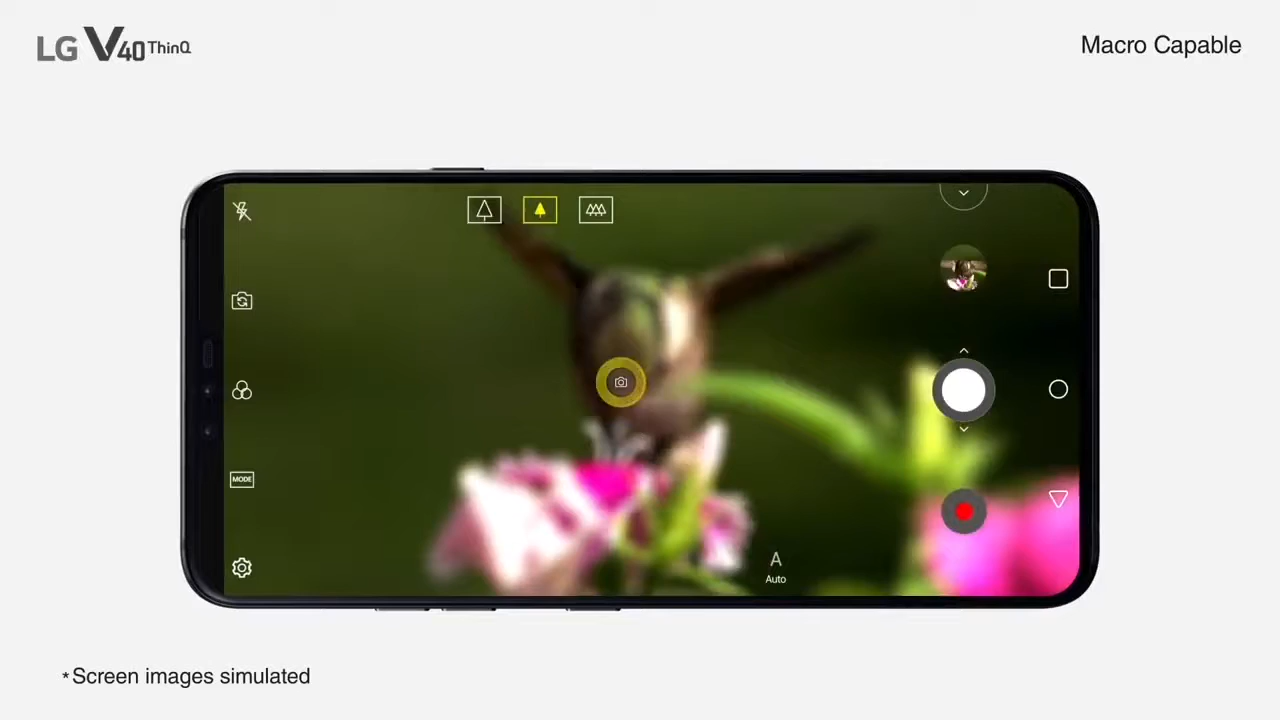 LG V40 ThinQ
Macro Capable
MODE
A
Auto
*Screen images simulated